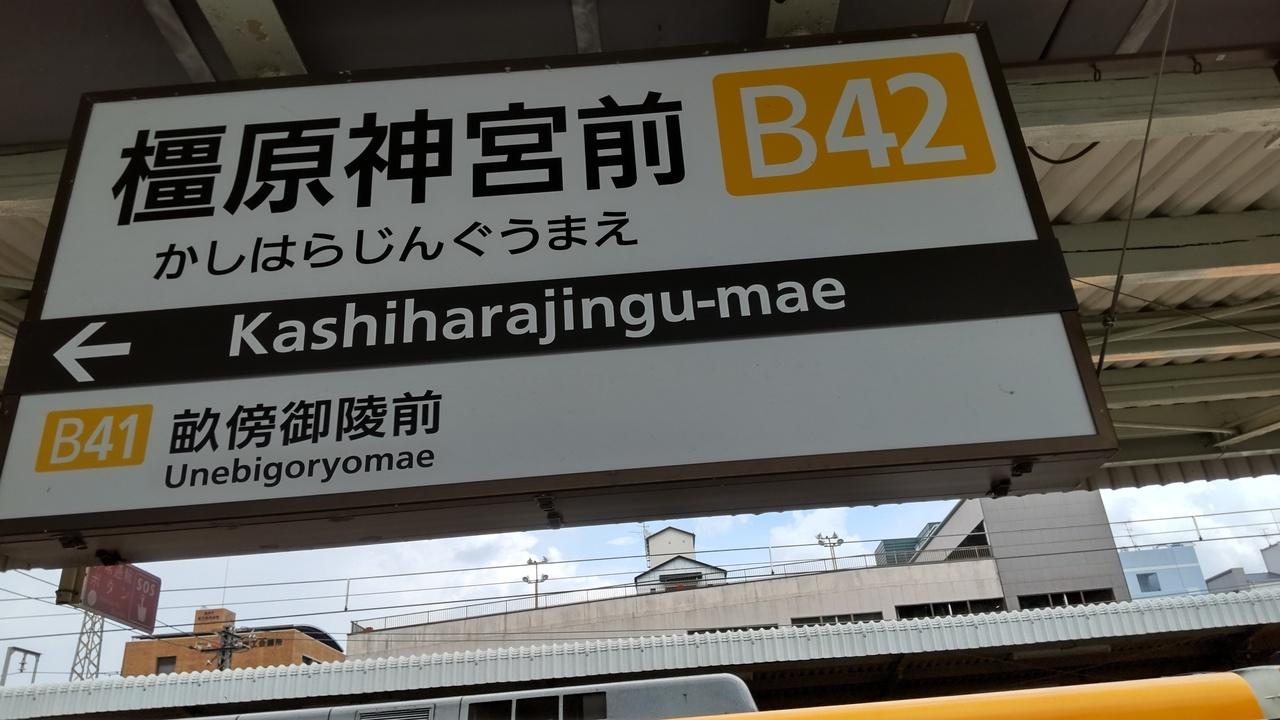 橿原神宮前 B42
かしはらじんぐうまえ
← Kashiharajingu-mae
B41 畝傍御陵前
Unebigoryomae
SOS